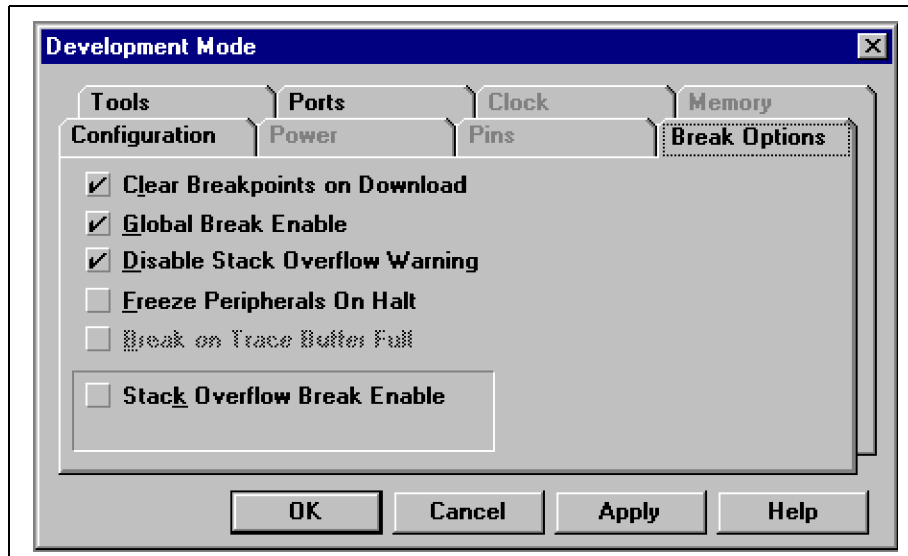 Development Mode
Tools Ports Clock Memory
Configuration Power Pins Break Options
Clear Breakpoints on Download
Global Break Enable
Disable Stack Overflow Warning
Freeze Peripherals On Halt
Break on Trace Buffer Full
Stack Overflow Break Enable
OK Cancel Apply Help